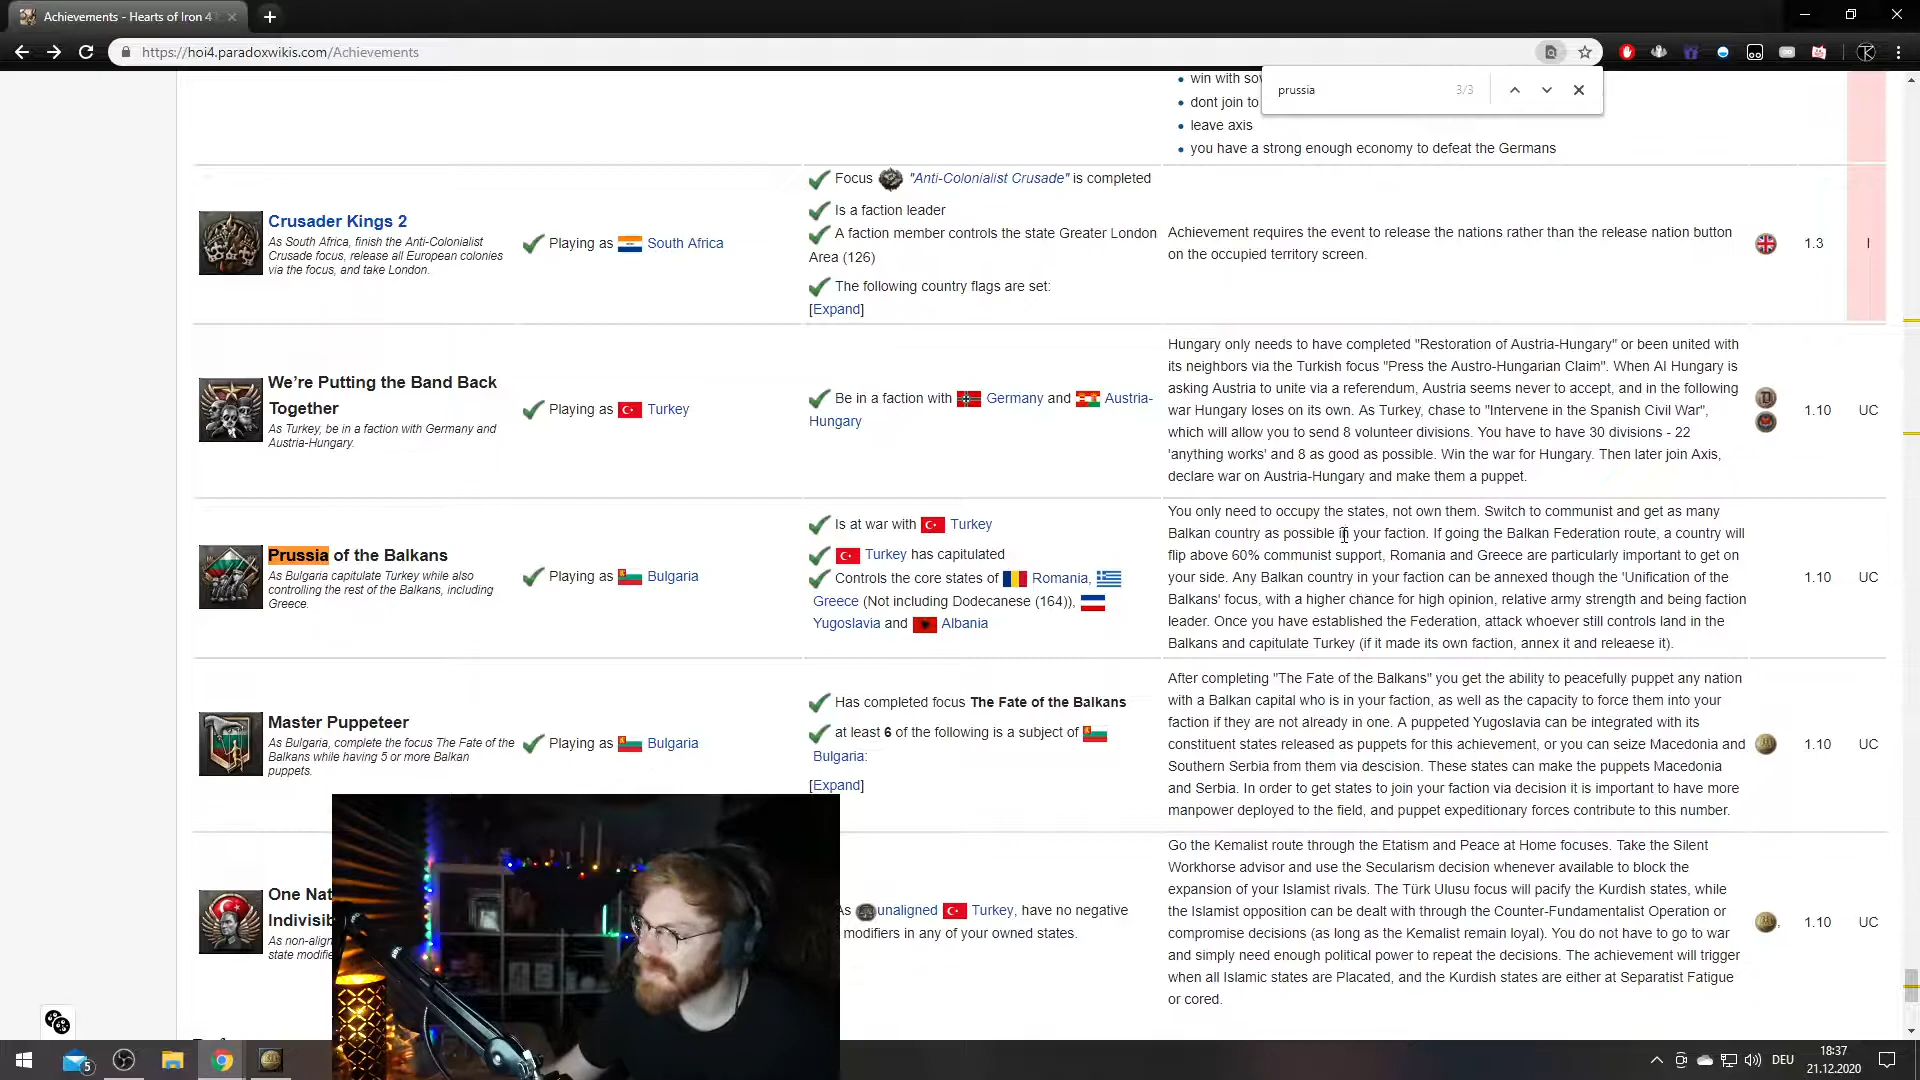 Achievements - Hearts of Iron 4
https://hoi4.paradoxwikis.com/Achievements
prussia
3/3
win with
dont join to
leave axis
you have a strong enough economy to defeat the Germans
Crusader Kings 2
As South Africa, finish the Anti-Colonialist
Crusade focus, release all European colonies
via the focus, and take London.
Playing as South Africa
Focus "Anti-Colonialist Crusade" is completed
Is a faction leader
A faction member controls the state Greater London
Area (126)
The following country flags are set:
[Expand]
Achievement requires the event to release the nations rather than the release nation button
on the occupied territory screen.
1.3
I
We're Putting the Band Back
Together
As Turkey, be in a faction with Germany and
Austria-Hungary.
Playing as Turkey
Be in a faction with Germany and Austria-
Hungary
Hungary only needs to have completed "Restoration of Austria-Hungary" or been united with
its neighbors via the Turkish focus "Press the Austro-Hungarian Claim". When AI Hungary is
asking Austria to unite via a referendum, Austria seems never to accept, and in the following
war Hungary loses on its own. As Turkey, chase to "Intervene in the Spanish Civil War",
which will allow you to send 8 volunteer divisions. You have to have 30 divisions - 22
'anything works' and 8 as good as possible. Win the war for Hungary. Then later join Axis,
declare war on Austria-Hungary and make them a puppet.
1.10
UC
Prussia of the Balkans
As Bulgaria capitulate Turkey while also
controlling the rest of the Balkans, including
Greece.
Playing as Bulgaria
Is at war with Turkey
Turkey has capitulated
Controls the core states of Romania,
Greece (Not including Dodecanese (164)),
Yugoslavia and Albania
You only need to occupy the states, not own them. Switch to communist and get as many
Balkan country as possible in your faction. If going the Balkan Federation route, a country will
flip above 60% communist support, Romania and Greece are particularly important to get on
your side. Any Balkan country in your faction can be annexed though the 'Unification of the
Balkans' focus, with a higher chance for high opinion, relative army strength and being faction
leader. Once you have established the Federation, attack whoever still controls land in the
Balkans and capitulate Turkey (if it made its own faction, annex it and releaese it).
1.10
UC
Master Puppeteer
As Bulgaria, complete the focus The Fate of the
Balkans while having 5 or more Balkan
puppets.
Playing as Bulgaria
Has completed focus The Fate of the Balkans
at least 6 of the following is a subject of
Bulgaria:
[Expand]
After completing "The Fate of the Balkans" you get the ability to peacefully puppet any nation
with a Balkan capital who is in your faction, as well as the capacity to force them into your
faction if they are not already in one. A puppeted Yugoslavia can be integrated with its
constituent states released as puppets for this achievement, or you can seize Macedonia and
Southern Serbia from them via descision. These states can make the puppets Macedonia
and Serbia. In order to get states to join your faction via decision it is important to have more
manpower deployed to the field, and puppet expeditionary forces contribute to this number.
1.10
UC
One Nat
Indivisib
As non-align
state modifie
As unaligned Turkey, have no negative
modifiers in any of your owned states.
Go the Kemalist route through the Etatism and Peace at Home focuses. Take the Silent
Workhorse advisor and use the Secularism decision whenever available to block the
expansion of your Islamist rivals. The Türk Ulusu focus will pacify the Kurdish states, while
the Islamist opposition can be dealt with through the Counter-Fundamentalist Operation or
compromise decisions (as long as the Kemalist remain loyal). You do not have to go to war
and simply need enough political power to repeat the decisions. The achievement will trigger
when all Islamic states are Placated, and the Kurdish states are either at Separatist Fatigue
or cored.
,
1.10
UC
5
DEU
18:37
21.12.2020